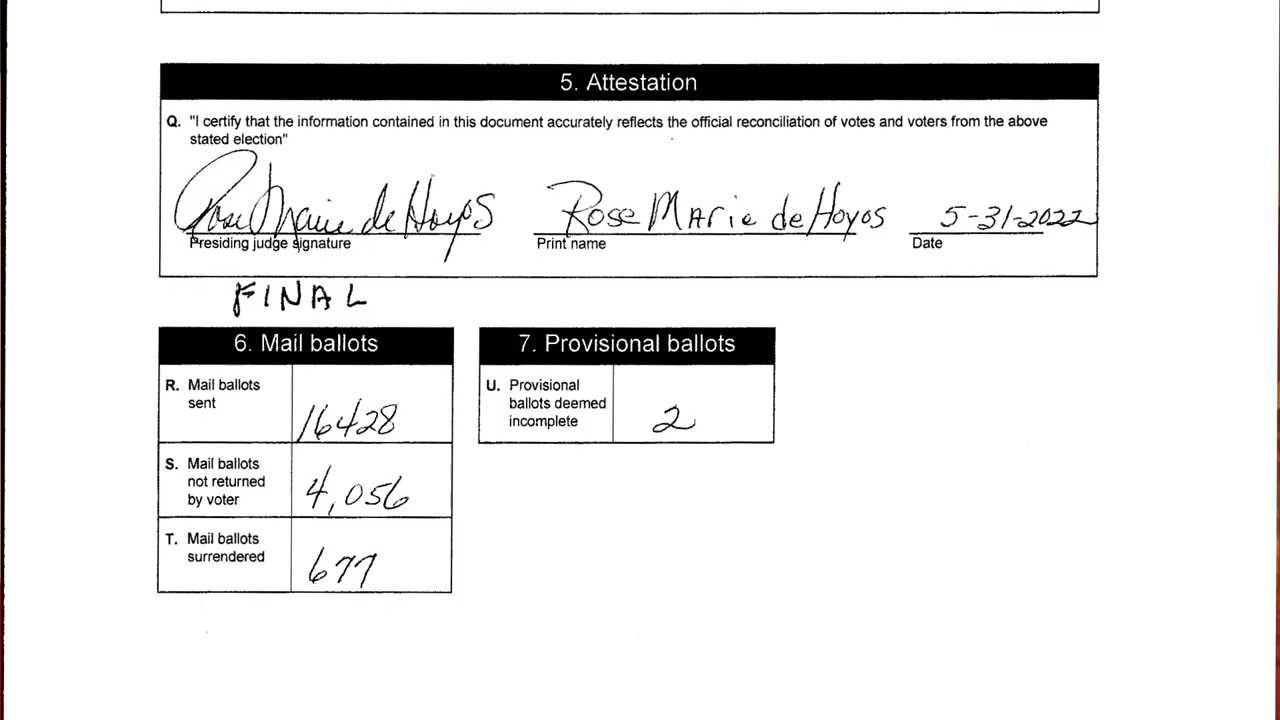 5. Attestation
Q. "I certify that the information contained in this document accurately reflects the official reconciliation of votes and voters from the above
stated election"
Rose Marie de Hoyos Rose Marie de Hoyos 5-31-2022
Presiding judge signature Print name Date
FINAL
6. Mail ballots
R. Mail ballots
sent
16428
S. Mail ballots
not returned
by voter
4,056
T. Mail ballots
surrendered
677
7. Provisional ballots
U. Provisional
ballots deemed
incomplete
2